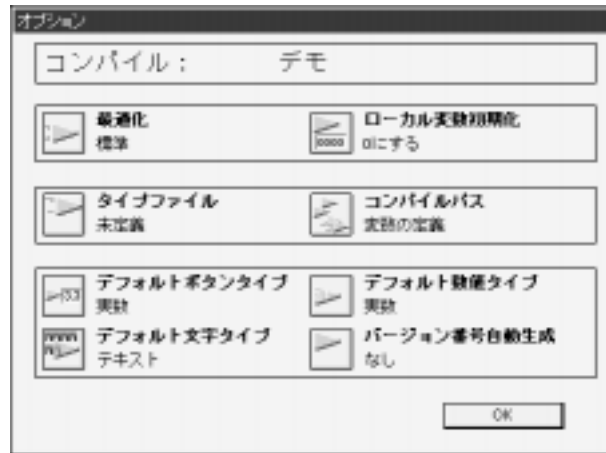 オプション
コンパイル： デモ
最適化
標準
ローカル変数初期化
0にする
タイプファイル
未定義
コンパイルパス
変数の定義
デフォルトボタンタイプ
実数
デフォルト数値タイプ
実数
デフォルト文字タイプ
テキスト
バージョン番号自動生成
なし
OK